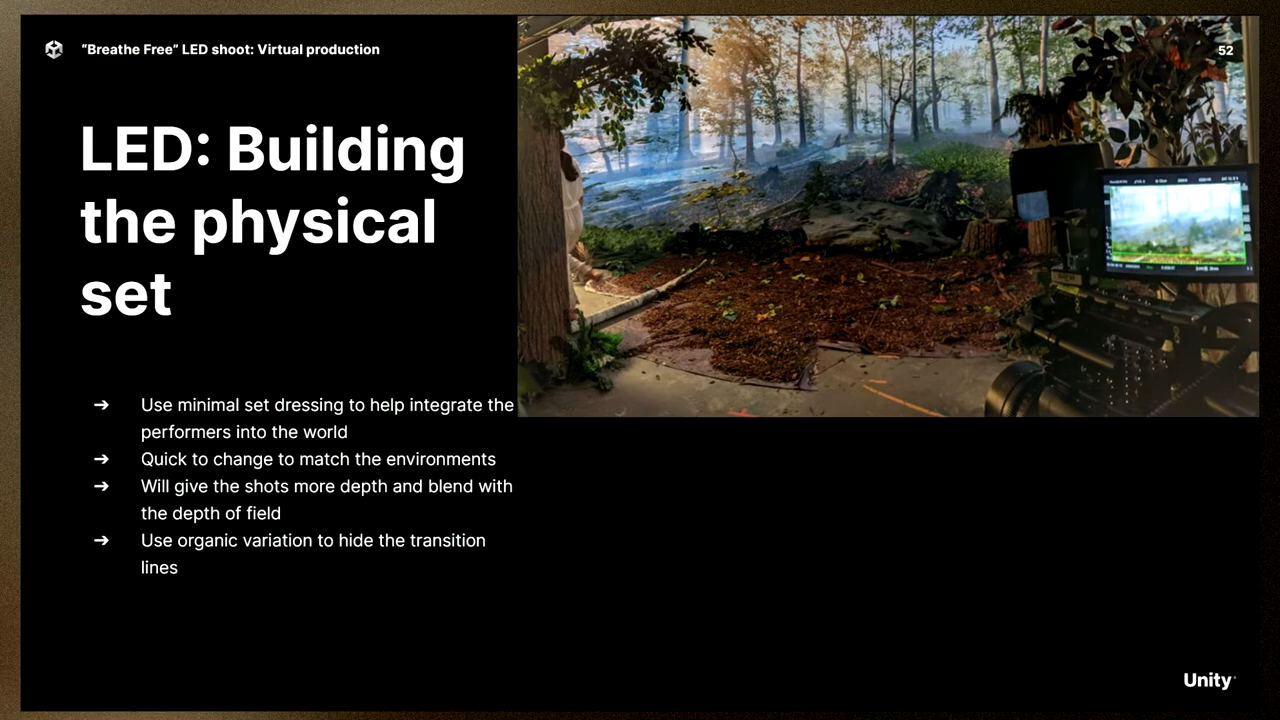 “Breathe Free” LED shoot: Virtual production
52
LED: Building
the physical
set
➔ Use minimal set dressing to help integrate the
performers into the world
➔ Quick to change to match the environments
➔ Will give the shots more depth and blend with
the depth of field
➔ Use organic variation to hide the transition
lines
Unity